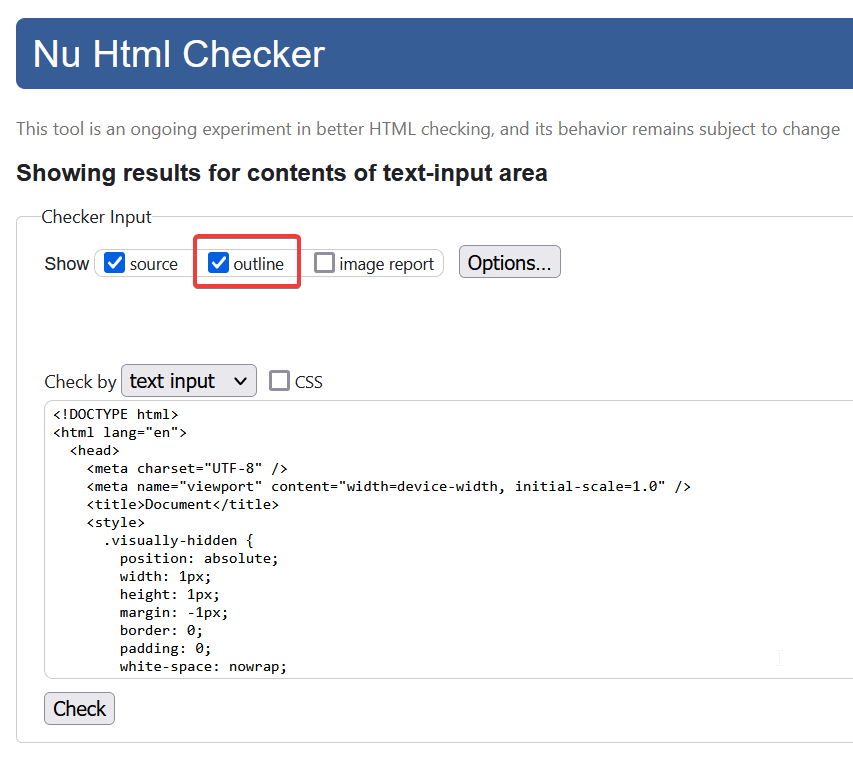 Nu Html Checker
This tool is an ongoing experiment in better HTML checking, and its behavior remains subject to change
Showing results for contents of text-input area
Checker Input
Show source outline image report Options...
Check by text input CSS
<!DOCTYPE html>
<html lang="en">
  <head>
    <meta charset="UTF-8" />
    <meta name="viewport" content="width=device-width, initial-scale=1.0" />
    <title>Document</title>
    <style>
      .visually-hidden {
        position: absolute;
        width: 1px;
        height: 1px;
        margin: -1px;
        border: 0;
        padding: 0;
        white-space: nowrap;
Check